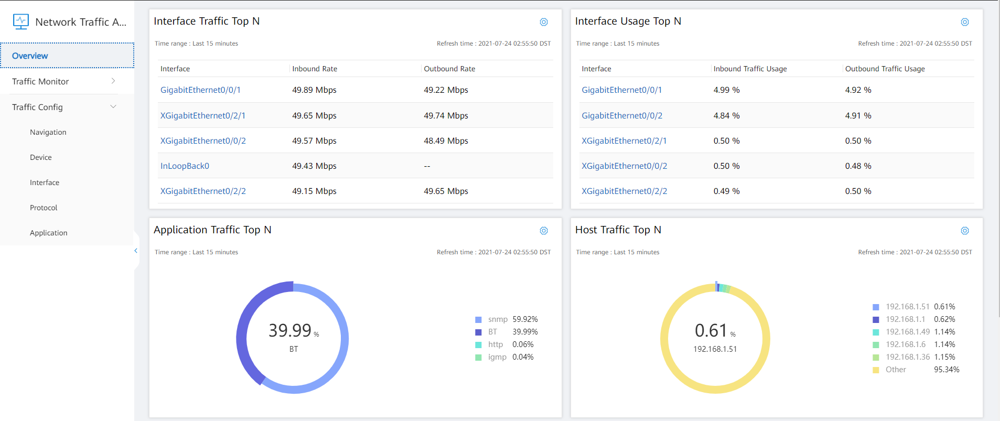 Network Traffic A...
Overview
Traffic Monitor
Traffic Config
Navigation
Device
Interface
Protocol
Application
Interface Traffic Top N
Time range : Last 15 minutes Refresh time : 2021-07-24 02:55:50 DST
Interface Inbound Rate Outbound Rate
GigabitEthernet0/0/1 49.89 Mbps 49.22 Mbps
XGigabitEthernet0/2/1 49.65 Mbps 49.74 Mbps
XGigabitEthernet0/0/2 49.57 Mbps 48.49 Mbps
InLoopBack0 49.43 Mbps --
XGigabitEthernet0/2/2 49.15 Mbps 49.65 Mbps
Interface Usage Top N
Time range : Last 15 minutes Refresh time : 2021-07-24 02:55:50 DST
Interface Inbound Traffic Usage Outbound Traffic Usage
GigabitEthernet0/0/1 4.99 % 4.92 %
GigabitEthernet0/0/2 4.84 % 4.91 %
XGigabitEthernet0/2/1 0.50 % 0.50 %
XGigabitEthernet0/0/2 0.50 % 0.48 %
XGigabitEthernet0/2/2 0.49 % 0.50 %
Application Traffic Top N
Time range : Last 15 minutes Refresh time : 2021-07-24 02:55:50 DST
39.99 %
BT
snmp 59.92%
BT 39.99%
http 0.06%
igmp 0.04%
Host Traffic Top N
Time range : Last 15 minutes Refresh time : 2021-07-24 02:55:50 DST
0.61 %
192.168.1.51
192.168.1.51 0.61%
192.168.1.1 0.62%
192.168.1.49 1.14%
192.168.1.6 1.14%
192.168.1.36 1.15%
Other 95.34%